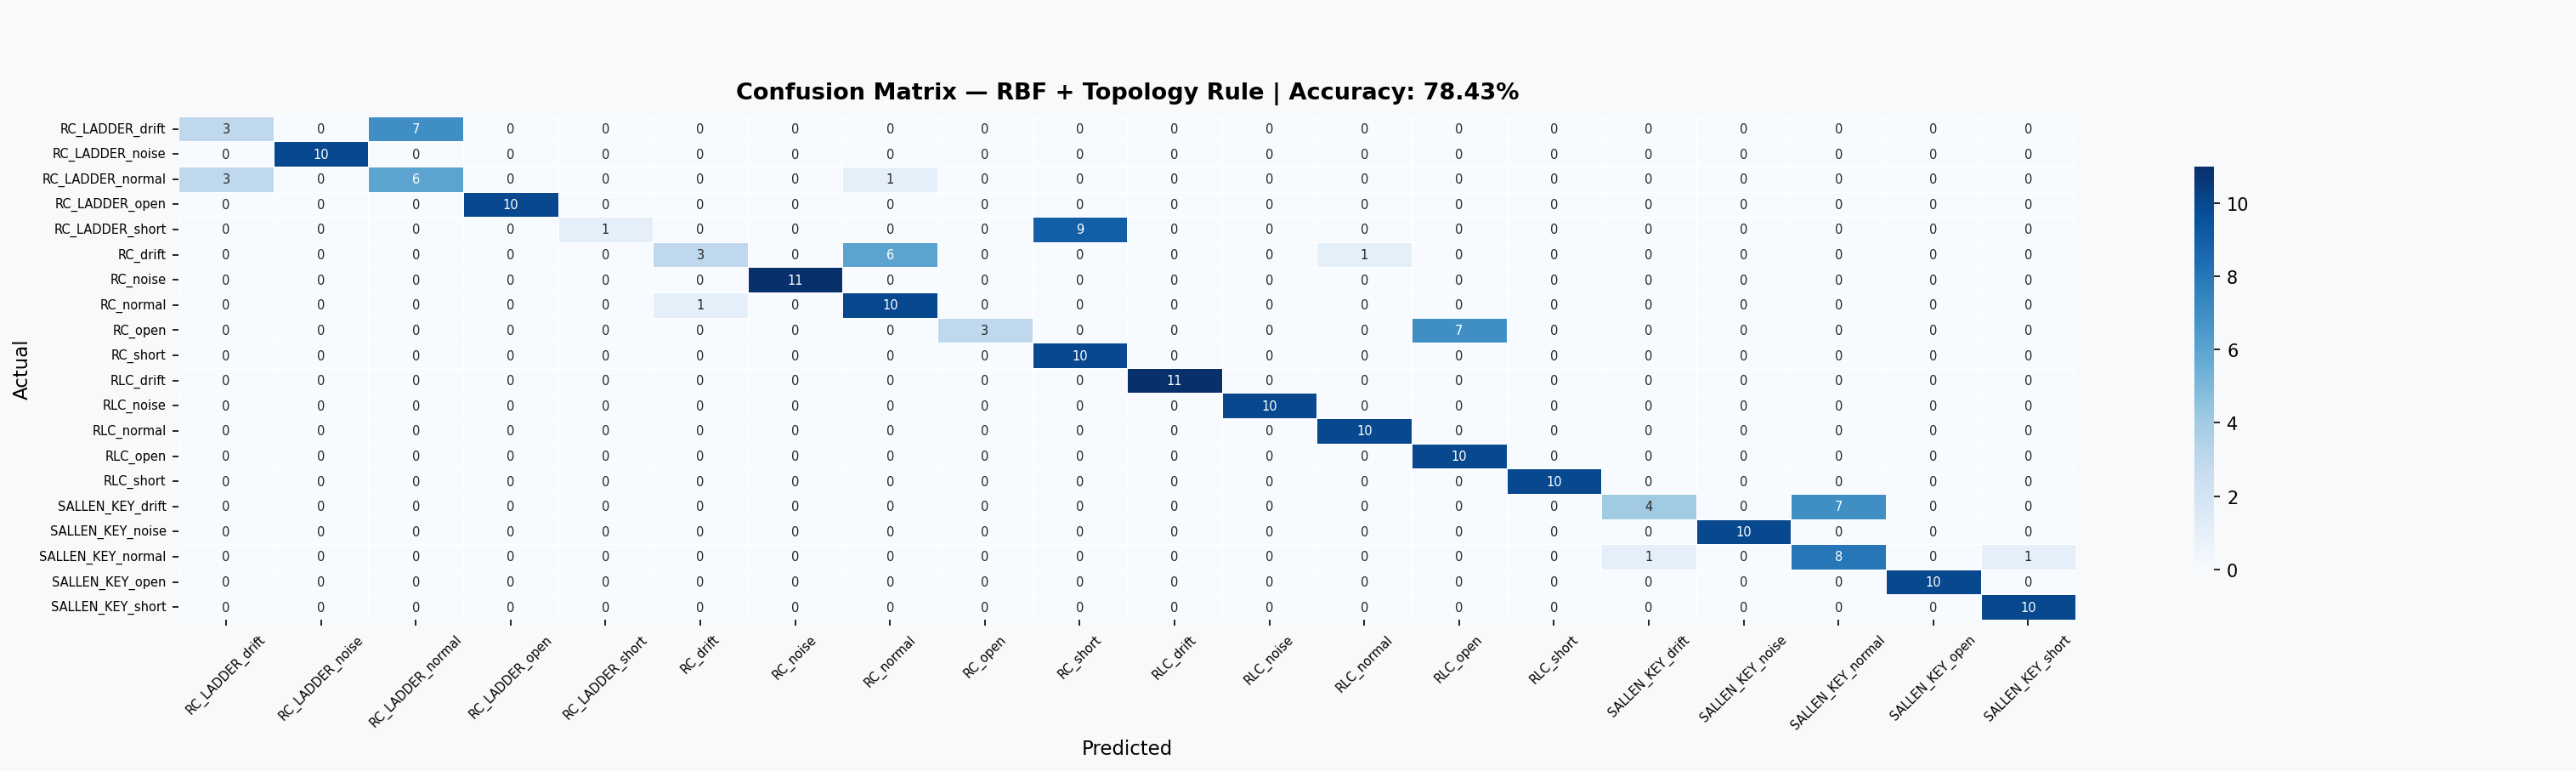 Confusion Matrix — RBF + Topology Rule | Accuracy: 78.43%
Actual
RC_LADDER_drift 3 0 7 0 0 0 0 0 0 0 0 0 0 0 0 0 0 0 0 0
RC_LADDER_noise 0 10 0 0 0 0 0 0 0 0 0 0 0 0 0 0 0 0 0 0
RC_LADDER_normal 3 0 6 0 0 0 0 1 0 0 0 0 0 0 0 0 0 0 0 0
RC_LADDER_open 0 0 0 10 0 0 0 0 0 0 0 0 0 0 0 0 0 0 0 0
RC_LADDER_short 0 0 0 0 1 0 0 0 0 9 0 0 0 0 0 0 0 0 0 0
RC_drift 0 0 0 0 0 3 0 6 0 0 0 0 1 0 0 0 0 0 0 0
RC_noise 0 0 0 0 0 0 11 0 0 0 0 0 0 0 0 0 0 0 0 0
RC_normal 0 0 0 0 0 1 0 10 0 0 0 0 0 0 0 0 0 0 0 0
RC_open 0 0 0 0 0 0 0 0 3 0 0 0 0 7 0 0 0 0 0 0
RC_short 0 0 0 0 0 0 0 0 0 10 0 0 0 0 0 0 0 0 0 0
RLC_drift 0 0 0 0 0 0 0 0 0 0 11 0 0 0 0 0 0 0 0 0
RLC_noise 0 0 0 0 0 0 0 0 0 0 0 10 0 0 0 0 0 0 0 0
RLC_normal 0 0 0 0 0 0 0 0 0 0 0 0 10 0 0 0 0 0 0 0
RLC_open 0 0 0 0 0 0 0 0 0 0 0 0 0 10 0 0 0 0 0 0
RLC_short 0 0 0 0 0 0 0 0 0 0 0 0 0 0 10 0 0 0 0 0
SALLEN_KEY_drift 0 0 0 0 0 0 0 0 0 0 0 0 0 0 0 4 0 7 0 0
SALLEN_KEY_noise 0 0 0 0 0 0 0 0 0 0 0 0 0 0 0 0 10 0 0 0
SALLEN_KEY_normal 0 0 0 0 0 0 0 0 0 0 0 0 0 0 0 1 0 8 0 1
SALLEN_KEY_open 0 0 0 0 0 0 0 0 0 0 0 0 0 0 0 0 0 0 10 0
SALLEN_KEY_short 0 0 0 0 0 0 0 0 0 0 0 0 0 0 0 0 0 0 0 10
RC_LADDER_drift RC_LADDER_noise RC_LADDER_normal RC_LADDER_open RC_LADDER_short RC_drift RC_noise RC_normal RC_open RC_short RLC_drift RLC_noise RLC_normal RLC_open RLC_short SALLEN_KEY_drift SALLEN_KEY_noise SALLEN_KEY_normal SALLEN_KEY_open SALLEN_KEY_short
Predicted
10
8
6
4
2
0